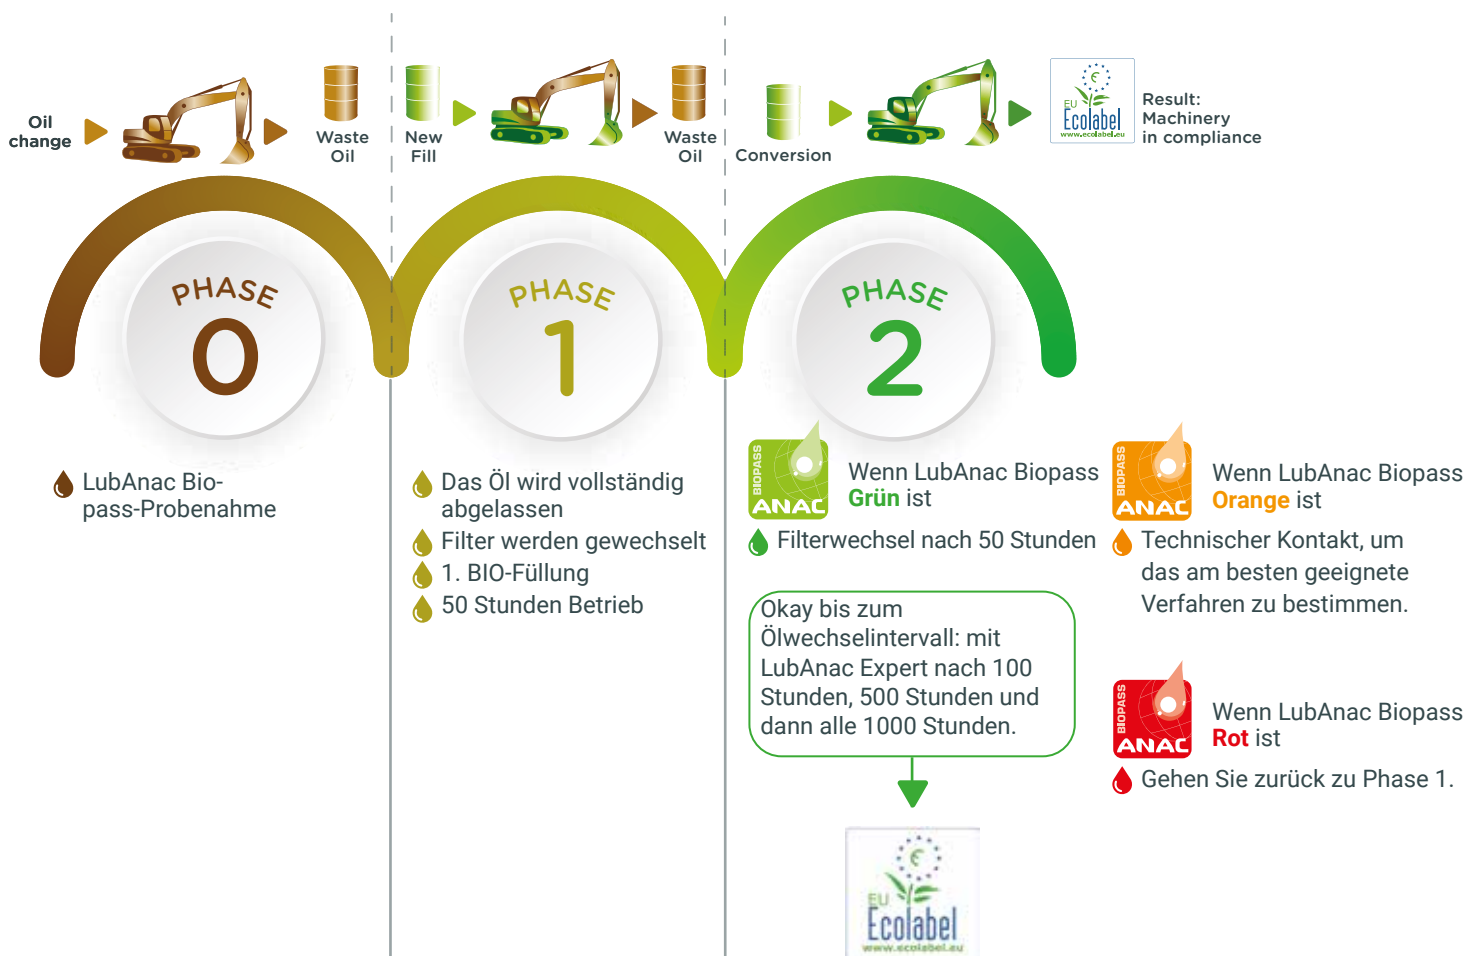 Oil
change
Waste
Oil
New
Fill
Waste
Oil
Conversion
EU
Ecolabel
www.ecolabel.eu
Result:
Machinery
in compliance
PHASE
0
PHASE
1
PHASE
2
LubAnac Bio-
pass-Probenahme
Das Öl wird vollständig
abgelassen
Filter werden gewechselt
1. BIO-Füllung
50 Stunden Betrieb
BIOPASS
ANAC
Wenn LubAnac Biopass
Grün ist
Filterwechsel nach 50 Stunden
Okay bis zum
Ölwechselintervall: mit
LubAnac Expert nach 100
Stunden, 500 Stunden und
dann alle 1000 Stunden.
EU
Ecolabel
www.ecolabel.eu
BIOPASS
ANAC
Wenn LubAnac Biopass
Orange ist
Technischer Kontakt, um
das am besten geeignete
Verfahren zu bestimmen.
BIOPASS
ANAC
Wenn LubAnac Biopass
Rot ist
Gehen Sie zurück zu Phase 1.